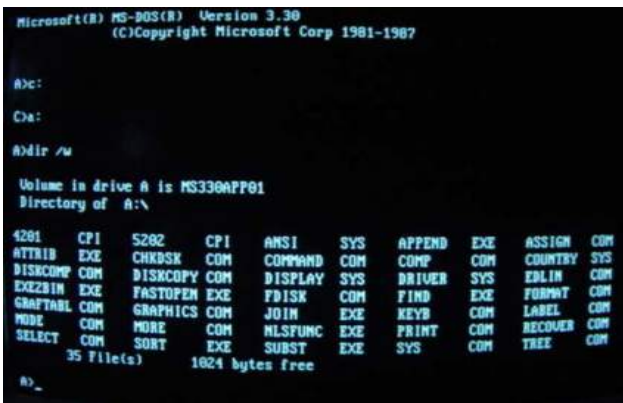 Microsoft(R) MS-DOS(R) Version 3.30
(C)Copyright Microsoft Corp 1981-1987
A>c:
C>a:
A>dir /w
Volume in drive A is MS330APP01
Directory of A:\
4201 CPI 5202 CPI ANSI SYS APPEND EXE ASSIGN COM
ATTRIB EXE CHKDSK COM COMMAND COM COMP COM COUNTRY SYS
DISKCOMP COM DISKCOPY COM DISPLAY SYS DRIVER SYS EDLIN COM
EXE2BIN EXE FASTOPEN EXE FDISK COM FIND EXE FORMAT COM
GRAFTABL COM GRAPHICS COM JOIN EXE KEYB COM LABEL COM
MODE COM MORE COM NLSFUNC EXE PRINT COM RECOVER COM
SELECT COM SORT EXE SUBST EXE SYS COM TREE COM
35 File(s) 1024 bytes free
A>_